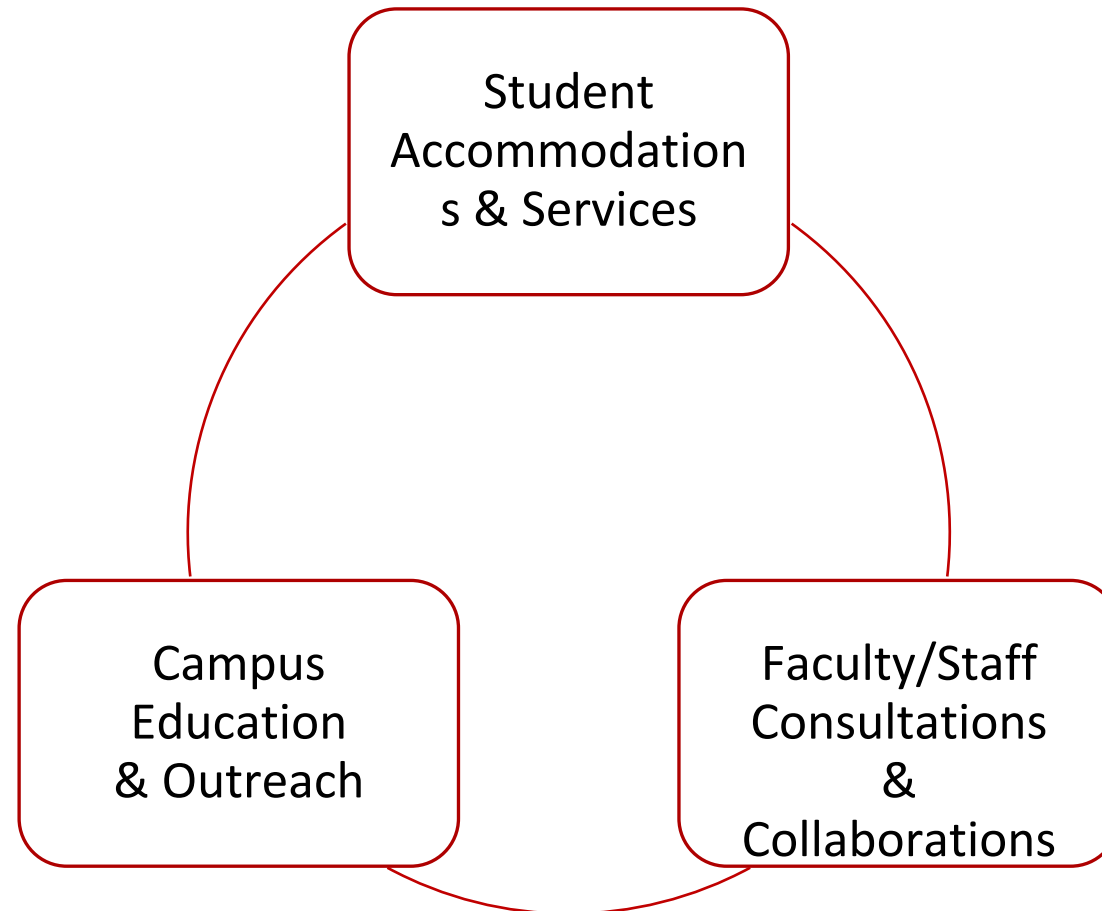 Student
Accommodation
s & Services
Campus
Education
& Outreach
Faculty/Staff
Consultations
&
Collaborations